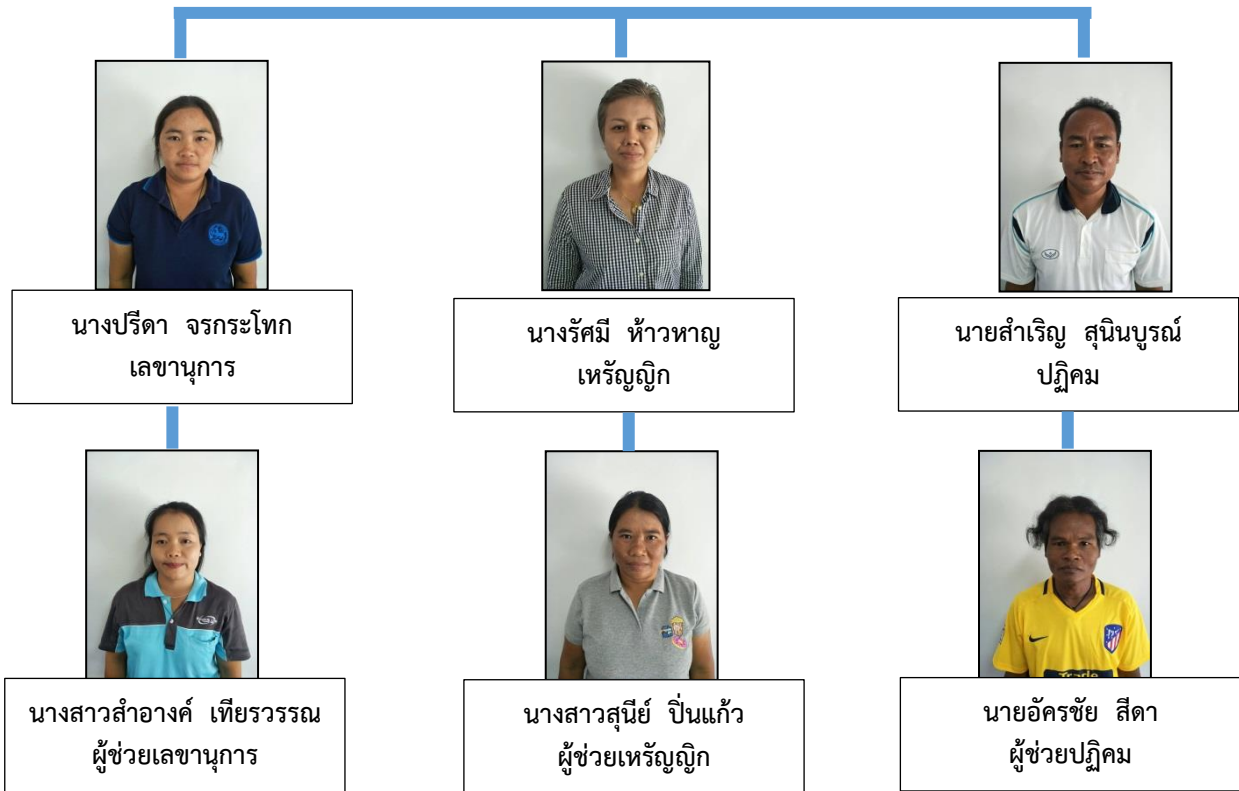 นางปรีดา จรกระโทก
เลขานุการ
นางรัศมี ห้าวหาญ
เหรัญญิก
นายสำเริญ สุนินบูรณ์
ปฏิคม
นางสาวสำอางค์ เทียรวรรณ
ผู้ช่วยเลขานุการ
นางสาวสุนีย์ ปิ่นแก้ว
ผู้ช่วยเหรัญญิก
นายอัครชัย สีดา
ผู้ช่วยปฏิคม